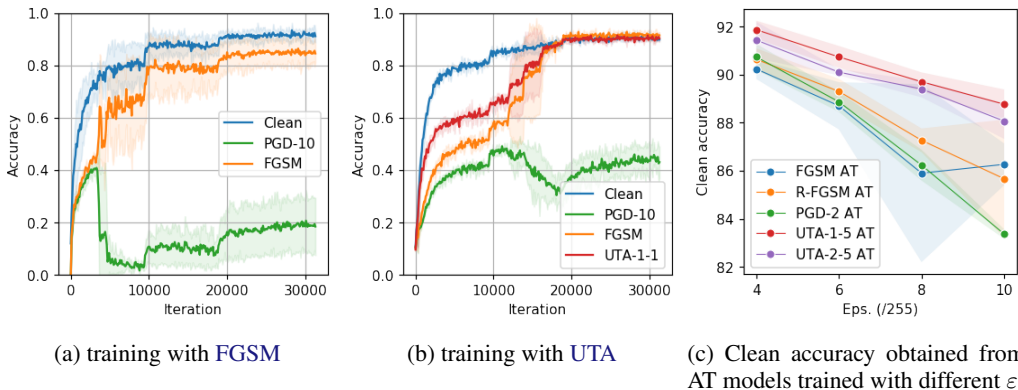 1.0
0.8
0.6
0.4
0.2
0.0
Accuracy
0
10000
20000
30000
Iteration
Clean
PGD-10
FGSM
(a) training with FGSM
1.0
0.8
0.6
0.4
0.2
0.0
Accuracy
0
10000
20000
30000
Iteration
Clean
PGD-10
FGSM
UTA-1-1
(b) training with UTA
92
90
88
86
84
82
Clean accuracy
4
6
8
10
Eps. (/255)
FGSM AT
R-FGSM AT
PGD-2 AT
UTA-1-5 AT
UTA-2-5 AT
(c) Clean accuracy obtained from
AT models trained with different ε